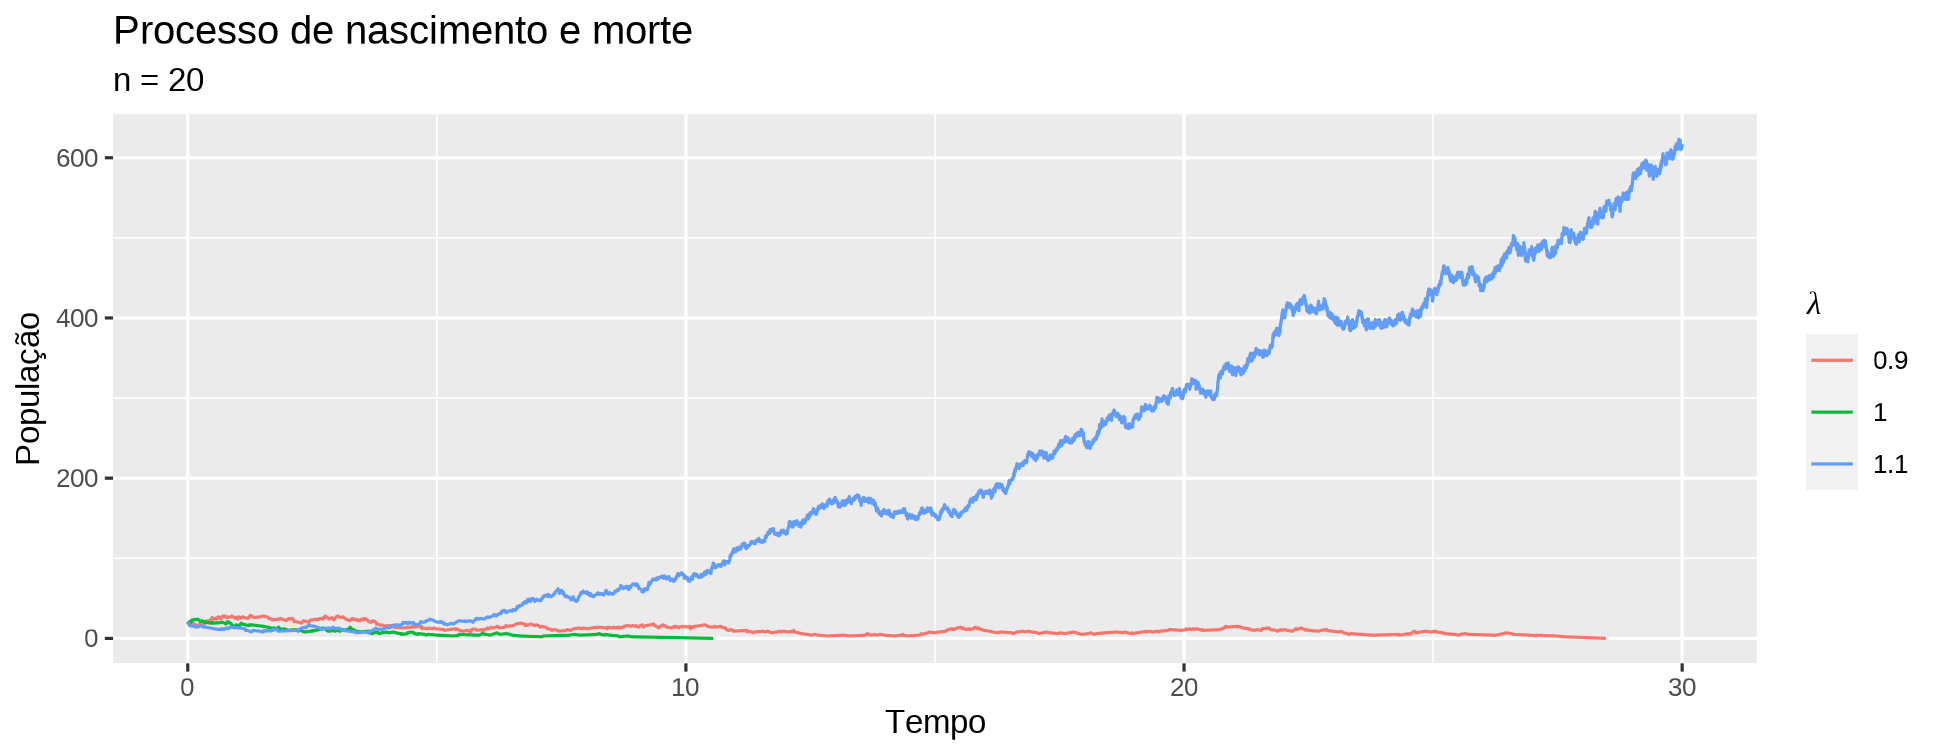 Processo de nascimento e morte
n = 20
600
400
200
0
População
0 10 20 30
Tempo
λ
0.9
1
1.1